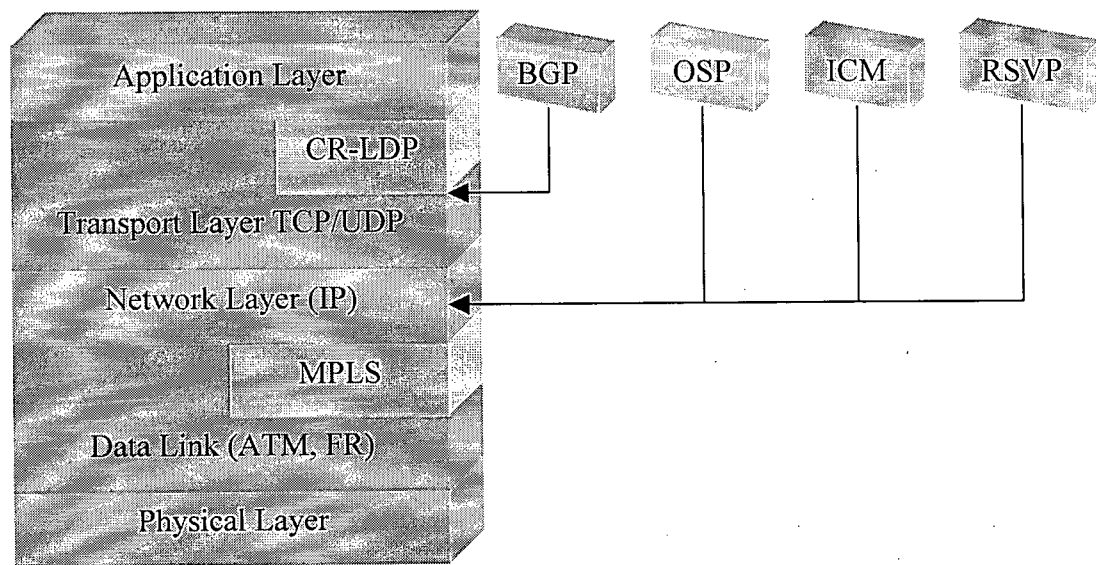 Application Layer
BGP
OSP
ICM
RSVP
CR-LDP
Transport Layer TCP/UDP
Network Layer (IP)
MPLS
Data Link (ATM, FR)
Physical Layer